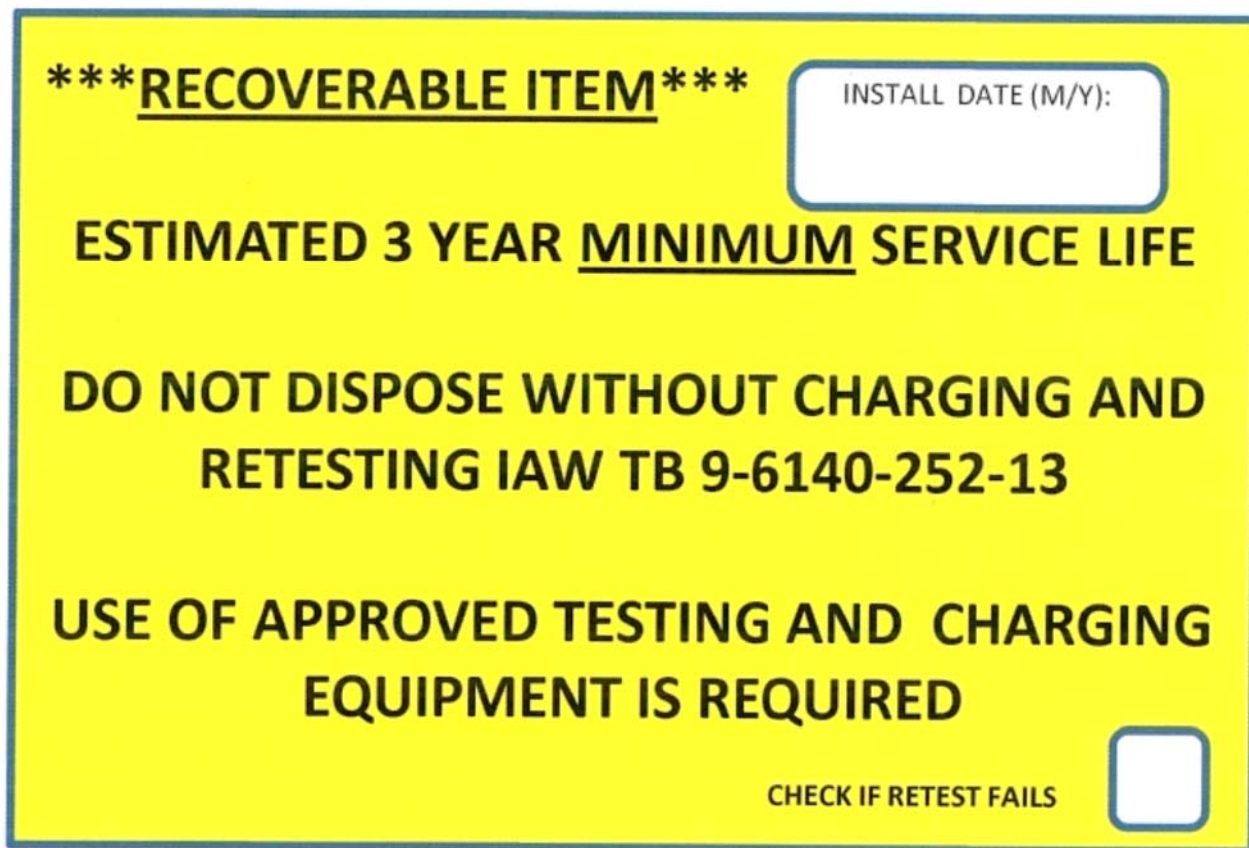 ***RECOVERABLE ITEM***
INSTALL DATE (M/Y):
ESTIMATED 3 YEAR MINIMUM SERVICE LIFE
DO NOT DISPOSE WITHOUT CHARGING AND
RETESTING IAW TB 9-6140-252-13
USE OF APPROVED TESTING AND CHARGING
EQUIPMENT IS REQUIRED
CHECK IF RETEST FAILS